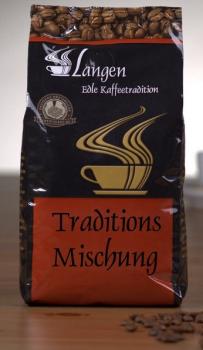 Langen
Edle Kaffeetradition
Traditions
Mischung